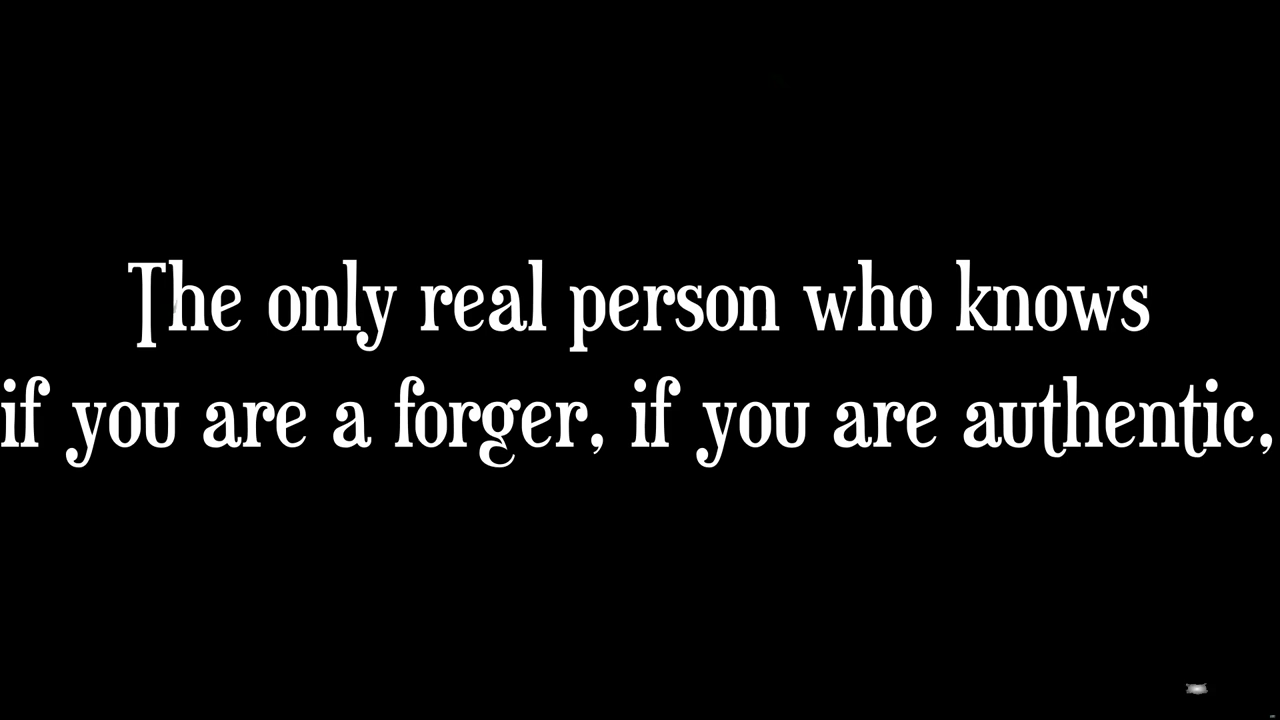 The only real person who knows
if you are a forger, if you are authentic,